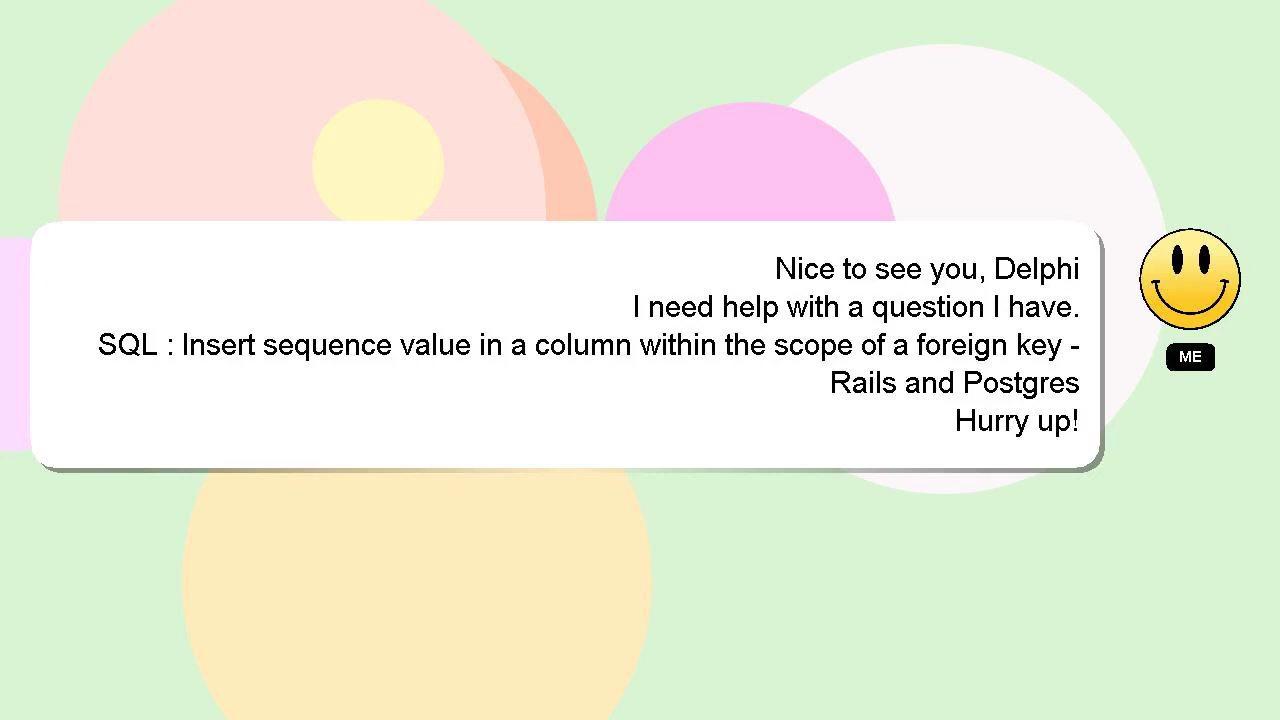 Nice to see you, Delphi
I need help with a question I have.
SQL : Insert sequence value in a column within the scope of a foreign key -
Rails and Postgres
Hurry up!
ME